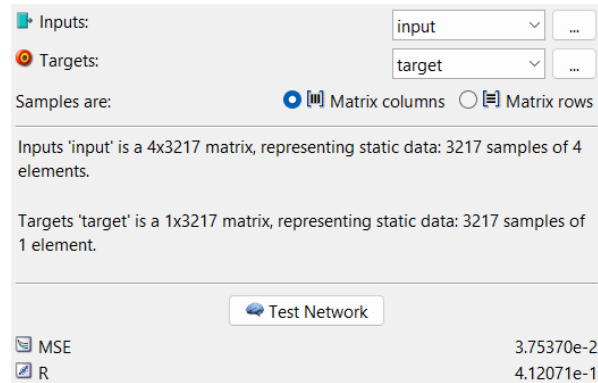 Inputs: input ...
Targets: target ...
Samples are: Matrix columns Matrix rows
Inputs 'input' is a 4x3217 matrix, representing static data: 3217 samples of 4
elements.
Targets 'target' is a 1x3217 matrix, representing static data: 3217 samples of
1 element.
Test Network
MSE 3.75370e-2
R 4.12071e-1